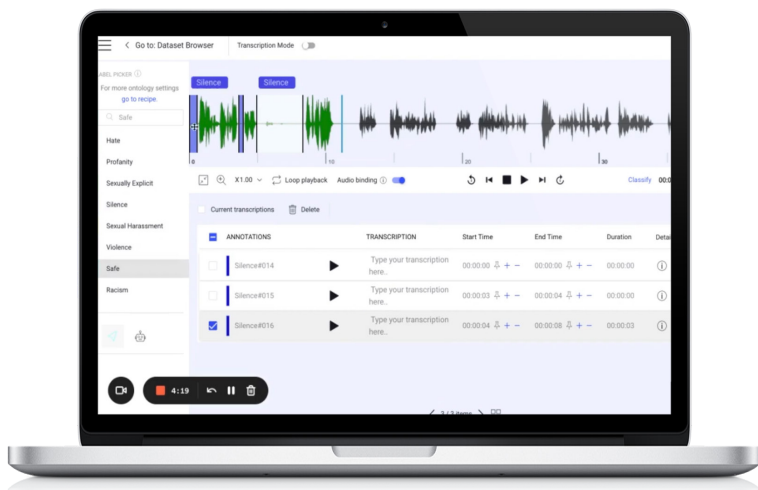 < Go to: Dataset Browser
Transcription Mode
ABEL PICKER
For more ontology settings
go to recipe.
Safe
Hate
Profanity
Sexually Explicit
Silence
Sexual Harassment
Violence
Safe
Racism
Silence
Silence
0
10
20
30
X1.00
Loop playback
Audio binding
Classify
00:0
Current transcriptions
Delete
ANNOTATIONS
TRANSCRIPTION
Start Time
End Time
Duration
Detai
Silence#014
Type your transcription
here..
00:00:00 + −
00:00:00 + −
00:00:00
Silence#015
Type your transcription
here..
00:00:03 + −
00:00:04 + −
00:00:00
Silence#016
Type your transcription
here..
00:00:04 + −
00:00:08 + −
00:00:03
4:19